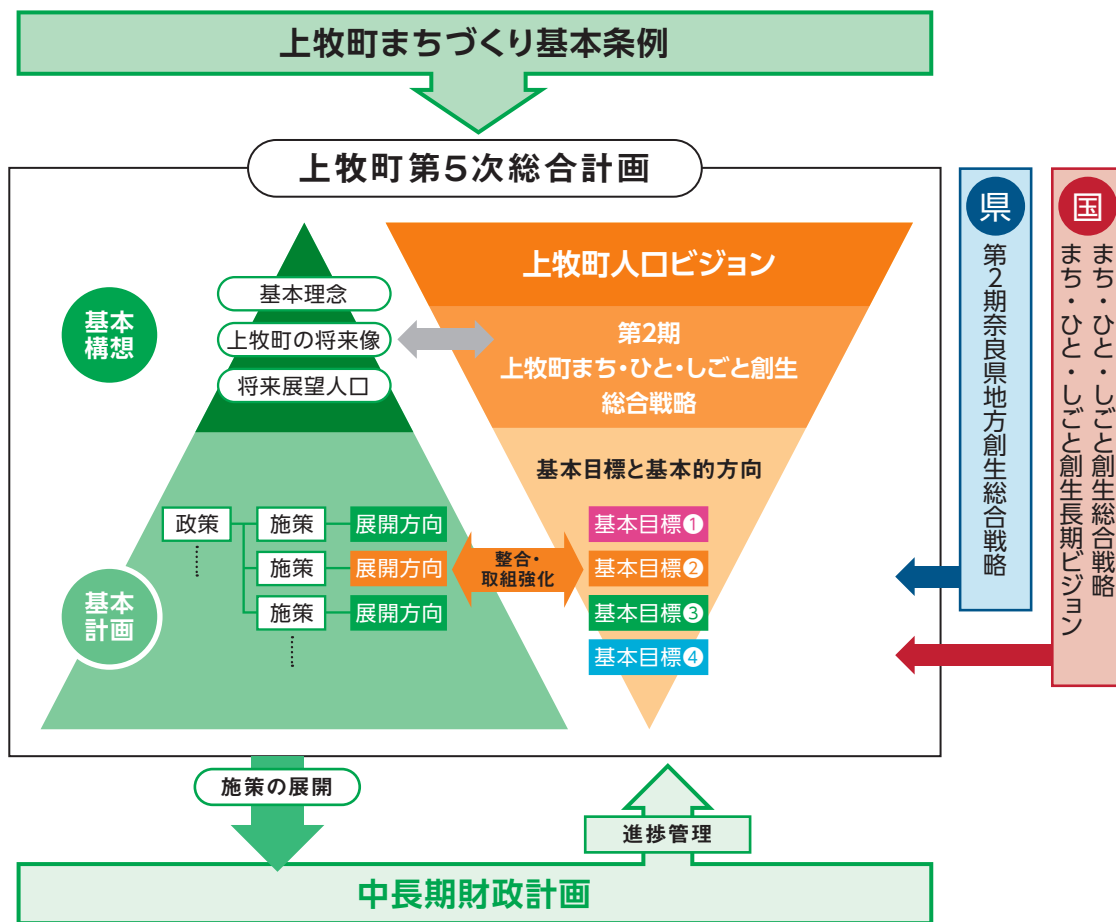 上牧町まちづくり基本条例
上牧町第5次総合計画
基本
構想
基本理念
上牧町の将来像
将来展望人口
上牧町人口ビジョン
第2期
上牧町まち・ひと・しごと創生
総合戦略
基本目標と基本的方向
基本
計画
政策
施策
展開方向
施策
展開方向
施策
展開方向
整合・
取組強化
基本目標❶
基本目標❷
基本目標❸
基本目標❹
県
第2期奈良県地方創生総合戦略
国
まち・ひと・しごと創生総合戦略
まち・ひと・しごと創生長期ビジョン
施策の展開
進捗管理
中長期財政計画